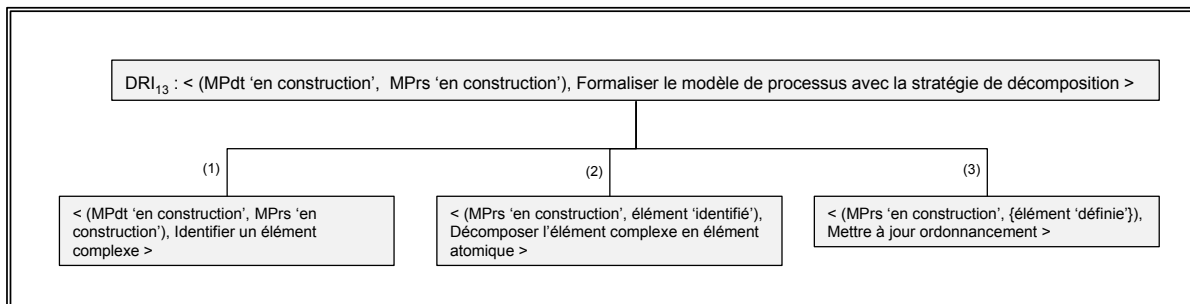 DRI13 : < (MPdt ‘en construction’, MPrs ‘en construction’), Formaliser le modèle de processus avec la stratégie de décomposition >
(1)
(2)
(3)
< (MPdt ‘en construction’, MPrs ‘en
construction’), Identifier un élément
complexe >
< (MPrs ‘en construction’, élément ‘identifié’),
Décomposer l’élément complexe en élément
atomique >
< (MPrs ‘en construction’, {élément ‘définie’}),
Mettre à jour ordonnancement >